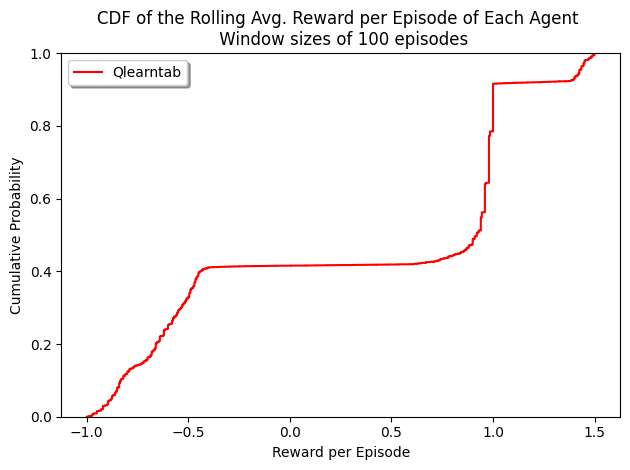 CDF of the Rolling Avg. Reward per Episode of Each Agent
Window sizes of 100 episodes
Qlearntab
Cumulative Probability
1.0
0.8
0.6
0.4
0.2
0.0
−1.0
−0.5
0.0
0.5
1.0
1.5
Reward per Episode